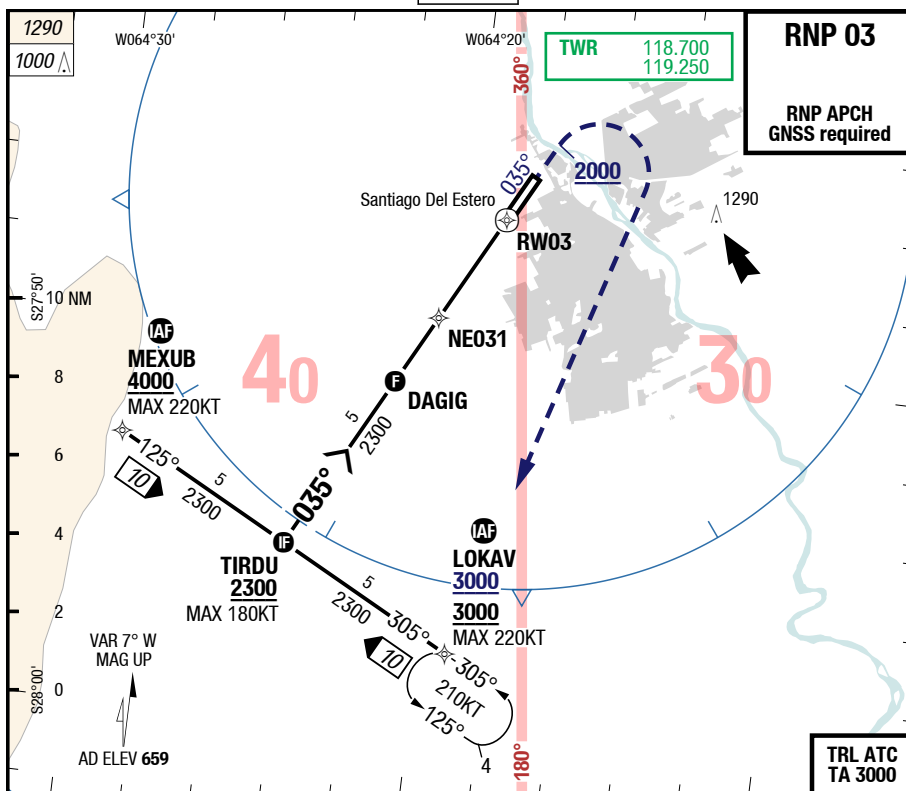 1290
1000
W064°30'
W064°20'
360°
TWR 118.700
119.250
RNP 03
RNP APCH
GNSS required
035°
2000
Santiago Del Estero
RW03
1290
S27°50'
10 NM
IAF
MEXUB
4000
MAX 220KT
40
NE031
30
8
F
DAGIG
5
2300
6
125°
10
5
2300
035°
4
IF
TIRDU
2300
MAX 180KT
IAF
LOKAV
3000
3000
MAX 220KT
5
2300
305°
10
2
VAR 7° W
MAG UP
305°
210KT
125°
4
S28°00'
0
AD ELEV 659
180°
TRL ATC
TA 3000